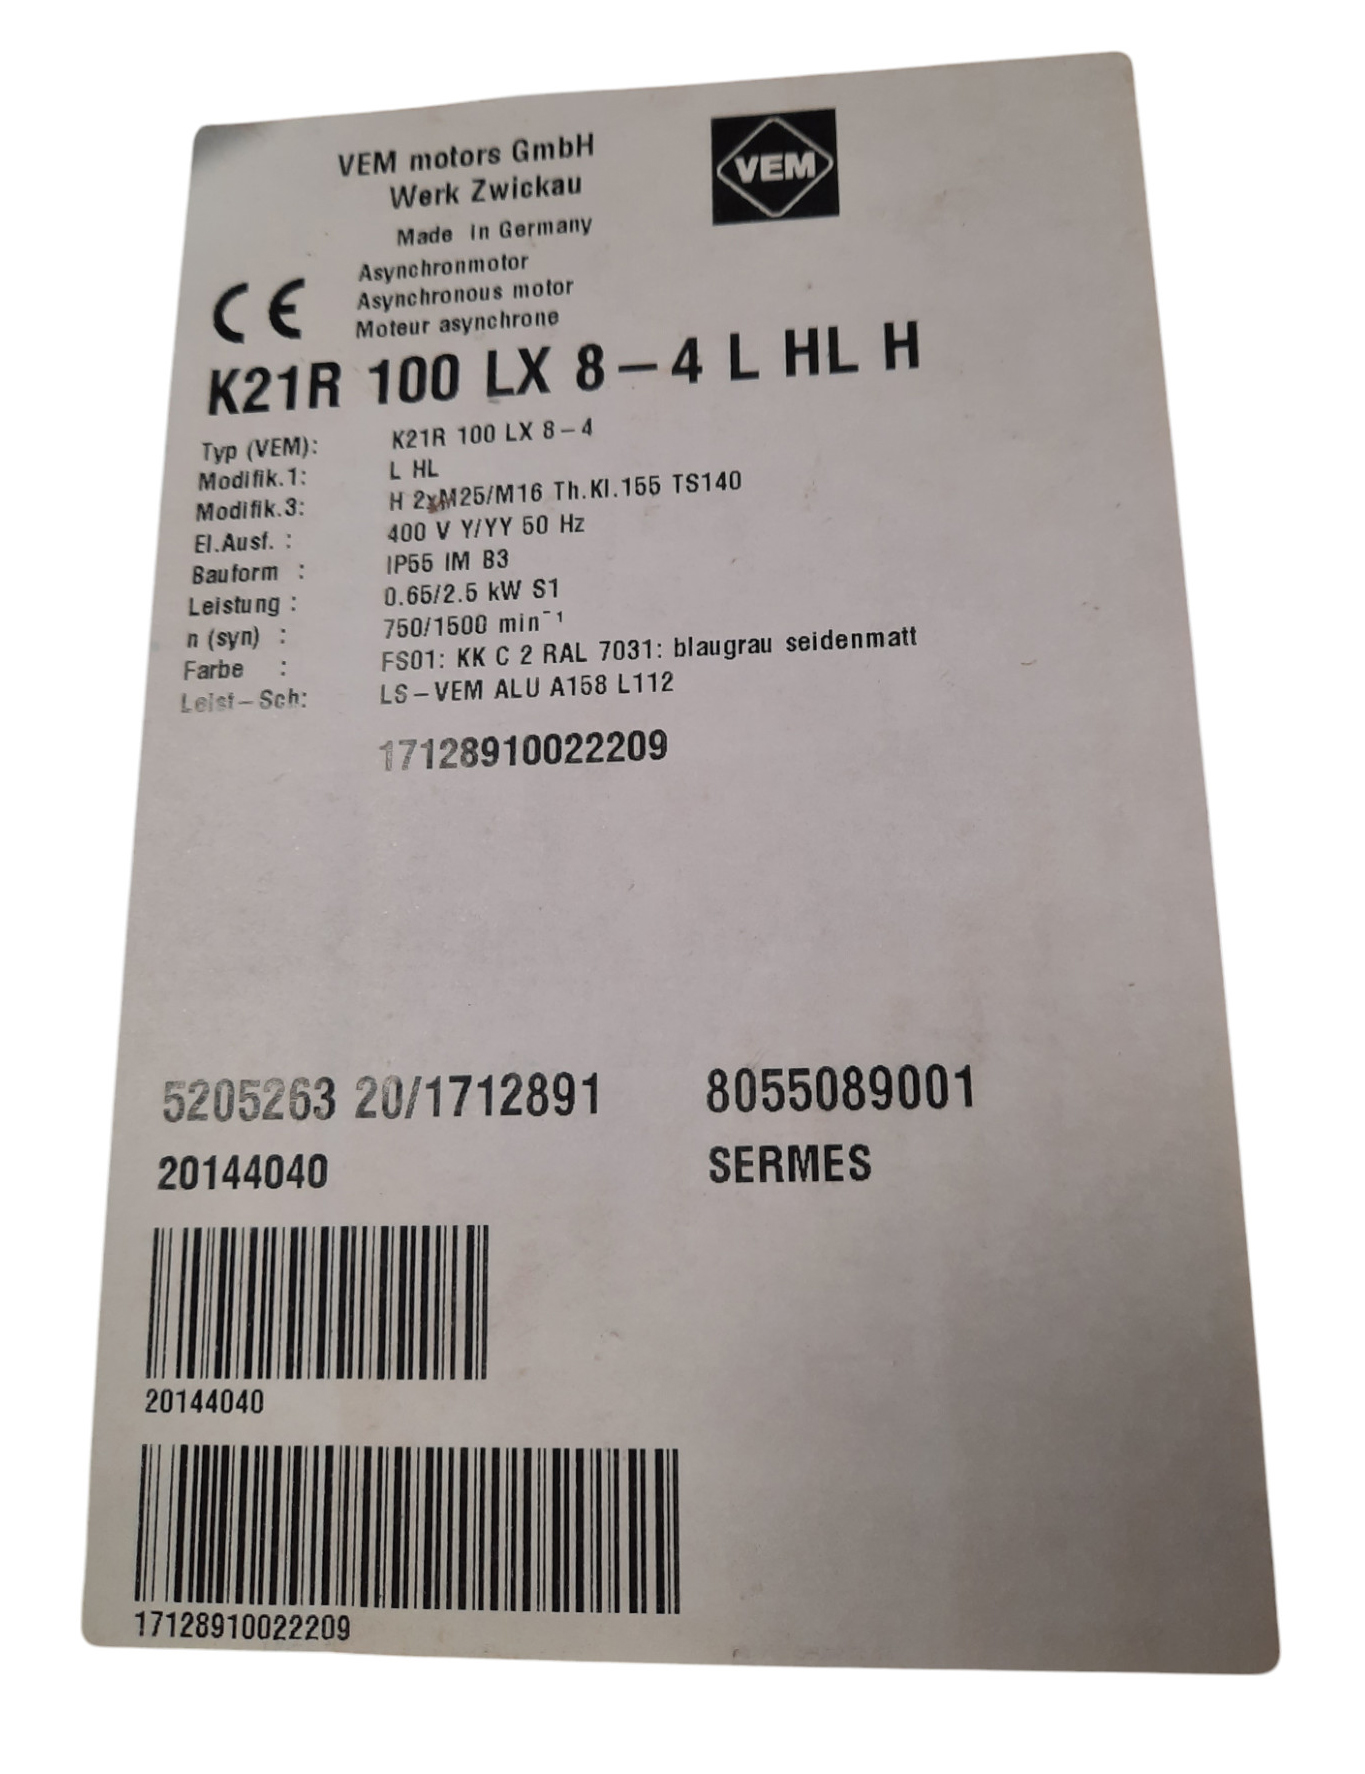 VEM motors GmbH
Werk Zwickau
Made in Germany
VEM
CE
Asynchronmotor
Asynchronous motor
Moteur asynchrone
K21R 100 LX 8-4 L HL H
Typ (VEM): K21R 100 LX 8-4
Modifik.1: L HL
Modifik.3: H 2xM25/M16 Th.Kl.155 TS140
El.Ausf. : 400 V Y/YY 50 Hz
Bauform : IP55 IM B3
Leistung : 0.65/2.5 kW S1
n (syn) : 750/1500 min⁻¹
Farbe : FS01: KK C 2 RAL 7031: blaugrau seidenmatt
Leist-Sch: LS-VEM ALU A158 L112
17128910022209
5205263 20/1712891 8055089001
20144040 SERMES
20144040
17128910022209